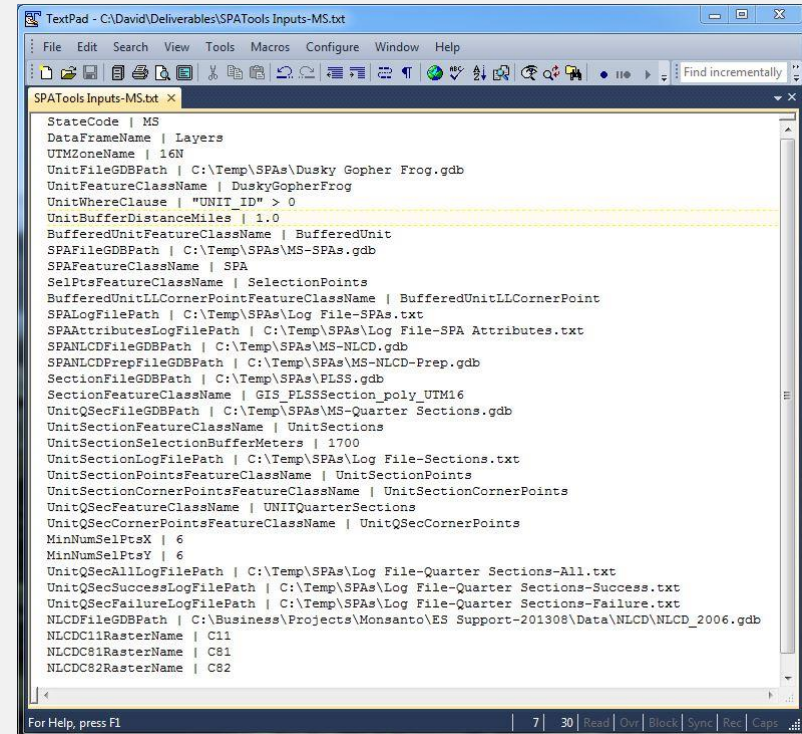 TextPad - C:\David\Deliverables\SPATools Inputs-MS.txt
File Edit Search View Tools Macros Configure Window Help
Find incrementally
SPATools Inputs-MS.txt
StateCode | MS
DataFrameName | Layers
UTMZoneName | 16N
UnitFileGDBPath | C:\Temp\SPAs\Dusky Gopher Frog.gdb
UnitFeatureClassName | DuskyGopherFrog
UnitWhereClause | "UNIT_ID" > 0
UnitBufferDistanceMiles | 1.0
BufferedUnitFeatureClassName | BufferedUnit
SPAFileGDBPath | C:\Temp\SPAs\MS-SPAs.gdb
SPAFeatureClassName | SPA
SelPtsFeatureClassName | SelectionPoints
BufferedUnitLLCornerPointFeatureClassName | BufferedUnitLLCornerPoint
SPALogFilePath | C:\Temp\SPAs\Log File-SPAs.txt
SPAAttributesLogFilePath | C:\Temp\SPAs\Log File-SPA Attributes.txt
SPANLCDFileGDBPath | C:\Temp\SPAs\MS-NLCD.gdb
SPANLCDPrepFileGDBPath | C:\Temp\SPAs\MS-NLCD-Prep.gdb
SectionFileGDBPath | C:\Temp\SPAs\PLSS.gdb
SectionFeatureClassName | GIS_PLSSSection_poly_UTM16
UnitQSecFileGDBPath | C:\Temp\SPAs\MS-Quarter Sections.gdb
UnitSectionFeatureClassName | UnitSections
UnitSectionSelectionBufferMeters | 1700
UnitSectionLogFilePath | C:\Temp\SPAs\Log File-Sections.txt
UnitSectionPointsFeatureClassName | UnitSectionPoints
UnitSectionCornerPointsFeatureClassName | UnitSectionCornerPoints
UnitQSecFeatureClassName | UNITQuarterSections
UnitQSecCornerPointsFeatureClassName | UnitQSecCornerPoints
MinNumSelPtsX | 6
MinNumSelPtsY | 6
UnitQSecAllLogFilePath | C:\Temp\SPAs\Log File-Quarter Sections-All.txt
UnitQSecSuccessLogFilePath | C:\Temp\SPAs\Log File-Quarter Sections-Success.txt
UnitQSecFailureLogFilePath | C:\Temp\SPAs\Log File-Quarter Sections-Failure.txt
NLCDFileGDBPath | C:\Business\Projects\Monsanto\ES Support-201308\Data\NLCD\NLCD_2006.gdb
NLCDC11RasterName | C11
NLCDC81RasterName | C81
NLCDC82RasterName | C82
For Help, press F1 7 30 Read Ovr Block Sync Rec Caps